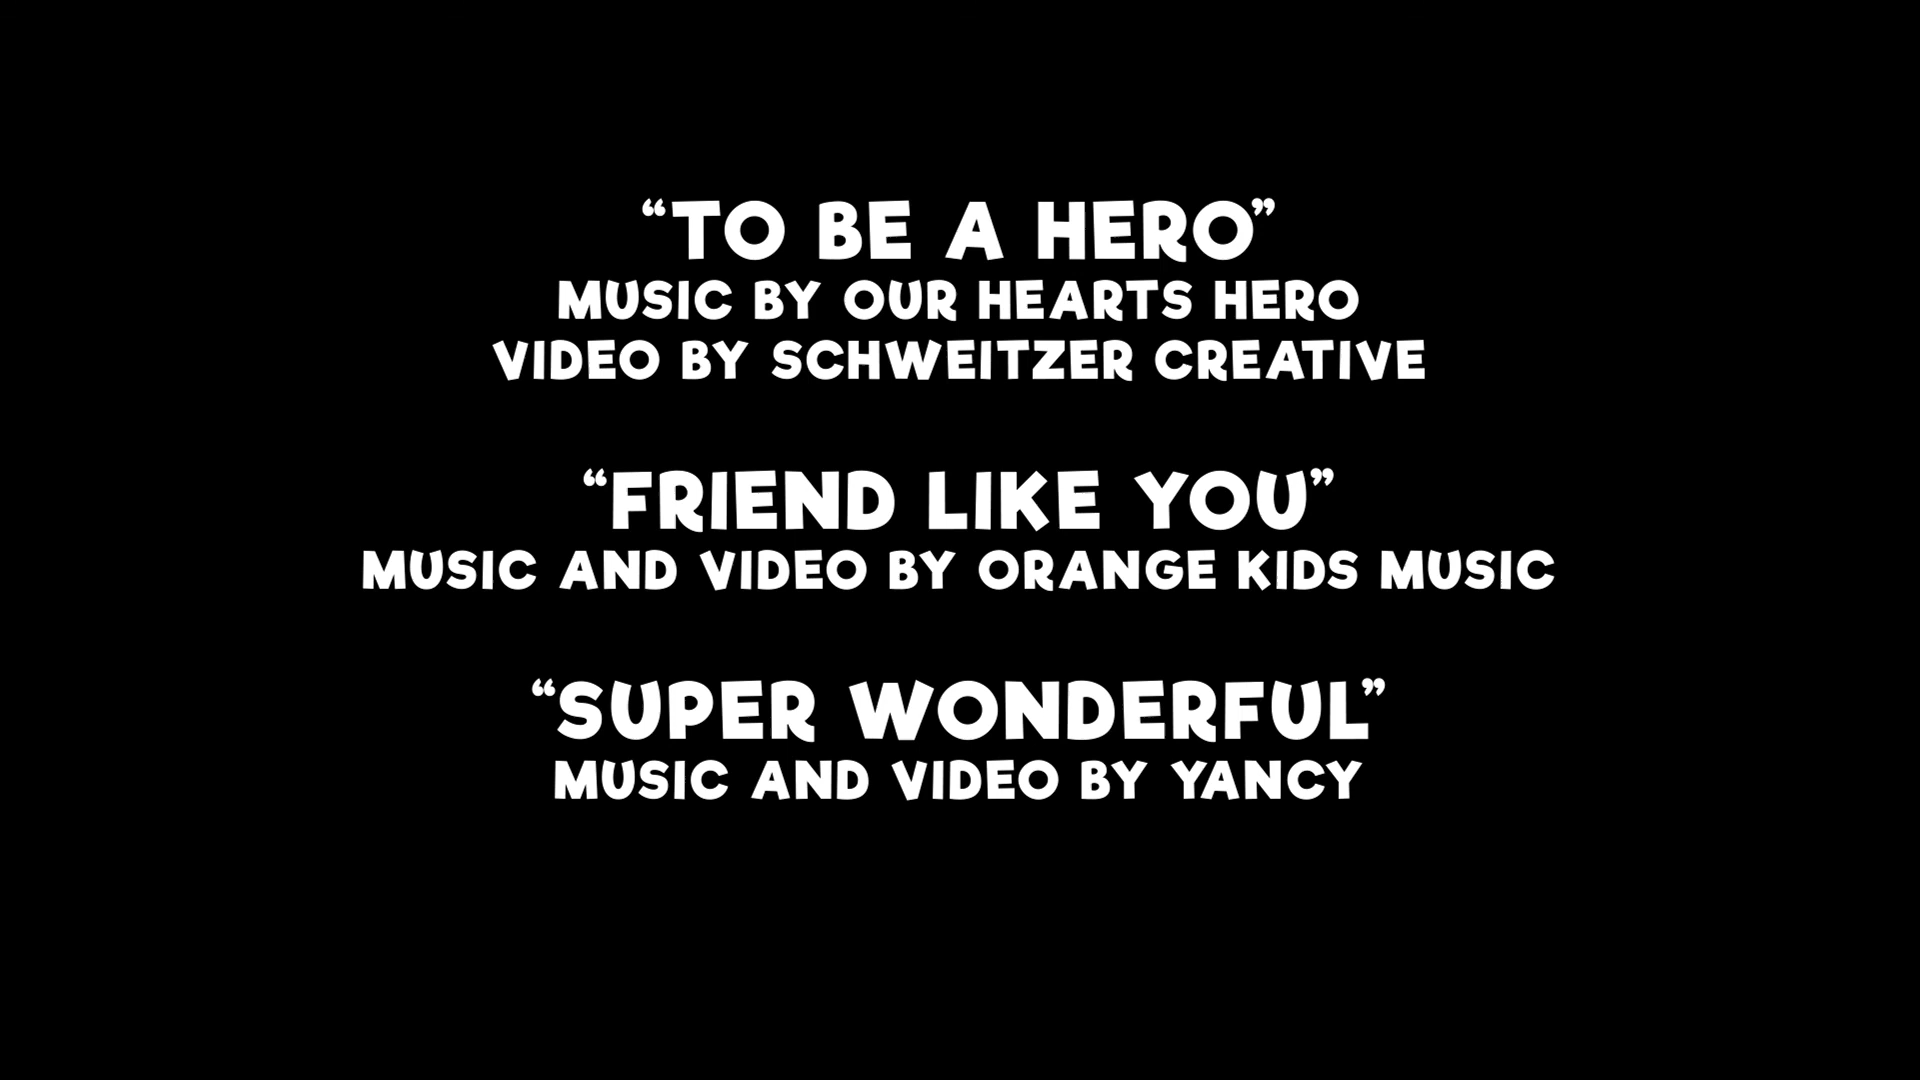 “TO BE A HERO”
MUSIC BY OUR HEARTS HERO
VIDEO BY SCHWEITZER CREATIVE
“FRIEND LIKE YOU”
MUSIC AND VIDEO BY ORANGE KIDS MUSIC
“SUPER WONDERFUL”
MUSIC AND VIDEO BY YANCY